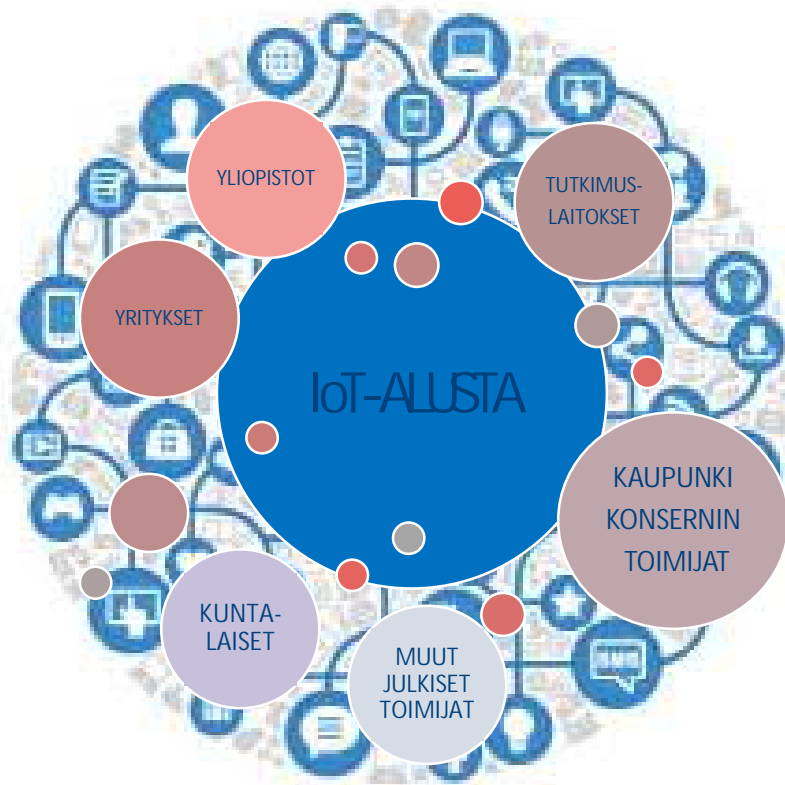 YLIOPISTOT
TUTKIMUS-
LAITOKSET
YRITYKSET
IoT-ALUSTA
KAUPUNKI
KONSERNIN
TOIMIJAT
KUNTA-
LAISET
MUUT
JULKISET
TOIMIJAT